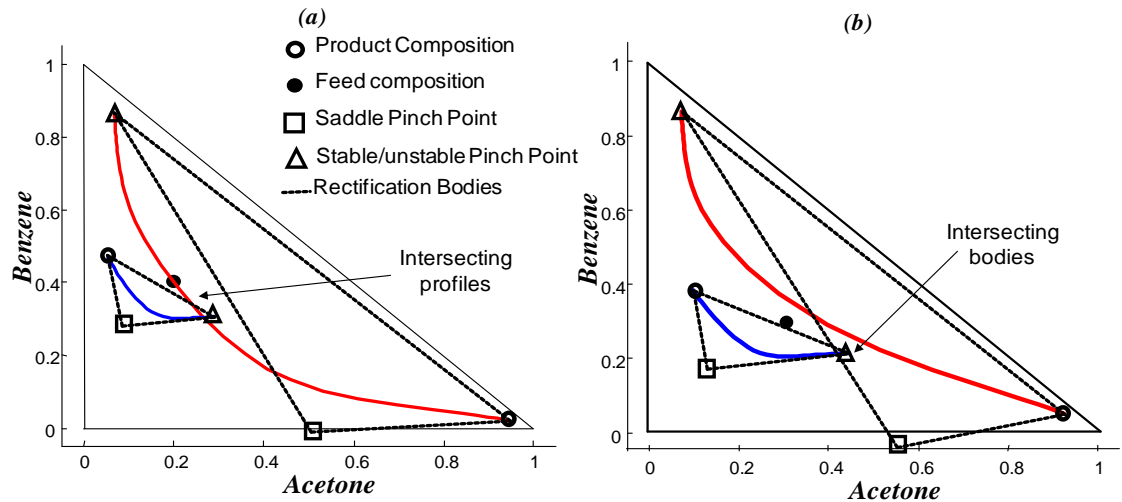 (a)
(b)
Product Composition
Feed composition
Saddle Pinch Point
Stable/unstable Pinch Point
Rectification Bodies
Intersecting
profiles
Benzene
1
0.8
0.6
0.4
0.2
0
0
0.2
0.4
0.6
0.8
1
Acetone
Intersecting
bodies
Benzene
1
0.8
0.6
0.4
0.2
0
0
0.2
0.4
0.6
0.8
1
Acetone